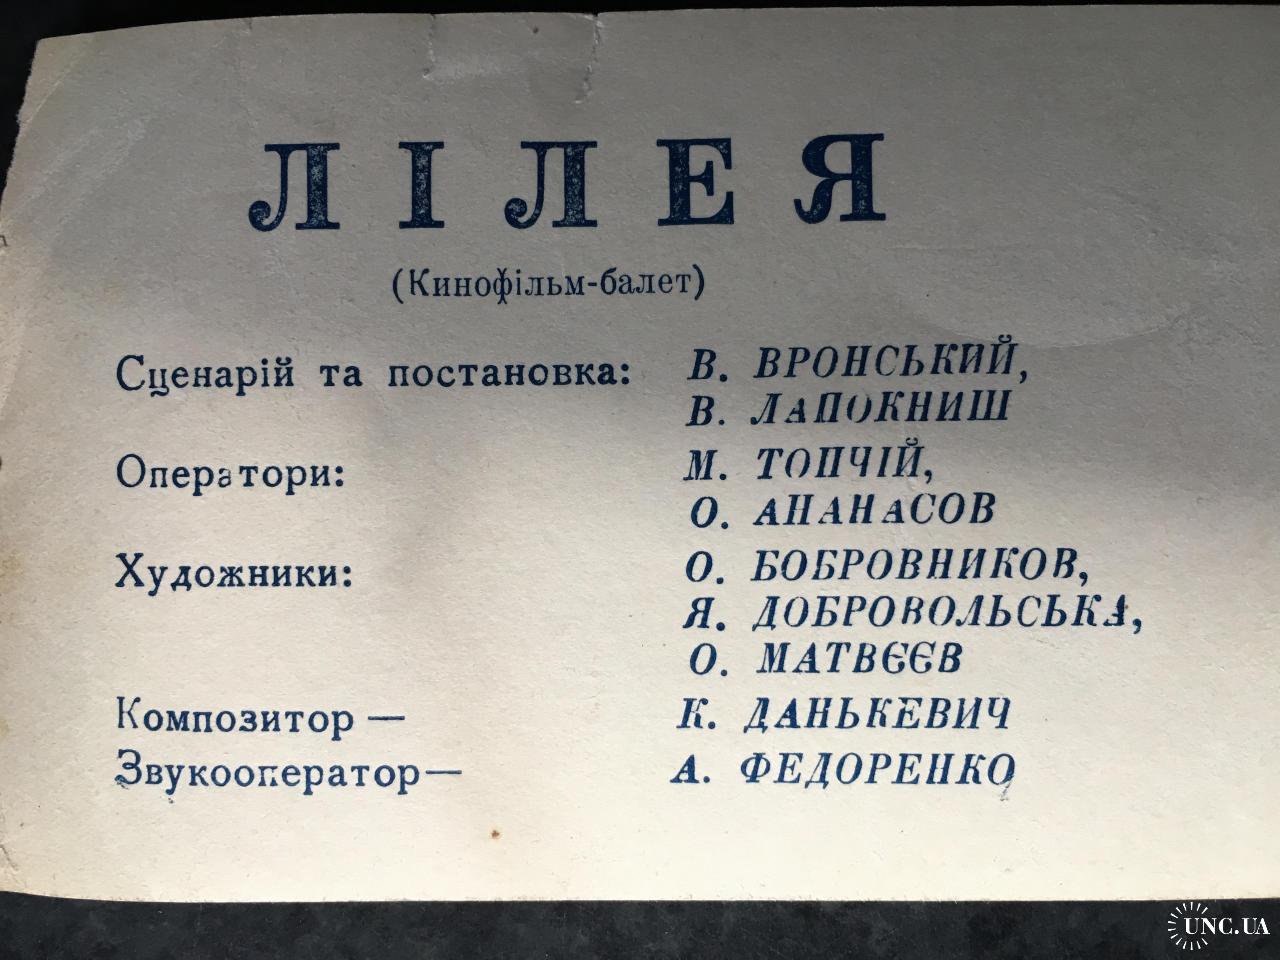 ЛІЛЕЯ
(Кинофільм-балет)
Сценарій та постановка: В. ВРОНСЬКИЙ,
В. ЛАПОКНИШ
Оператори: М. ТОПЧІЙ,
О. АНАНАСОВ
Художники: О. БОБРОВНИКОВ,
Я. ДОБРОВОЛЬСЬКА,
О. МАТВЄЄВ
Композитор — К. ДАНЬКЕВИЧ
Звукооператор — А. ФЕДОРЕНКО
UNC.UA